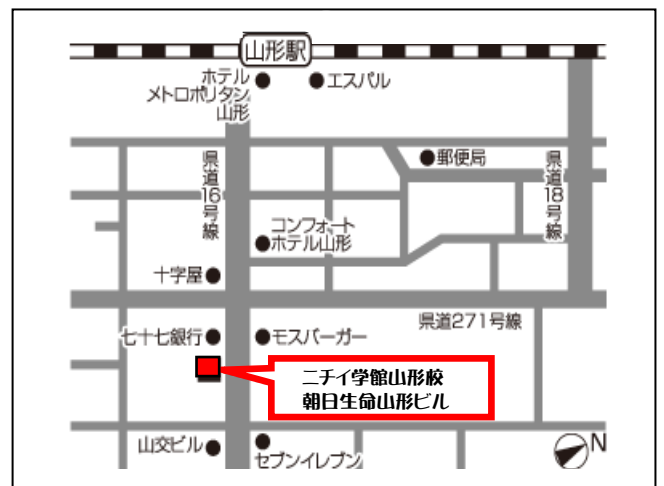 山形駅
ホテル
メトロポリタン
山形
エスパル
郵便局
県道16号線
県道18号線
コンフォート
ホテル山形
十字屋
県道271号線
七十七銀行
モスバーガー
ニチイ学館山形校
朝日生命山形ビル
山交ビル
セブンイレブン
N